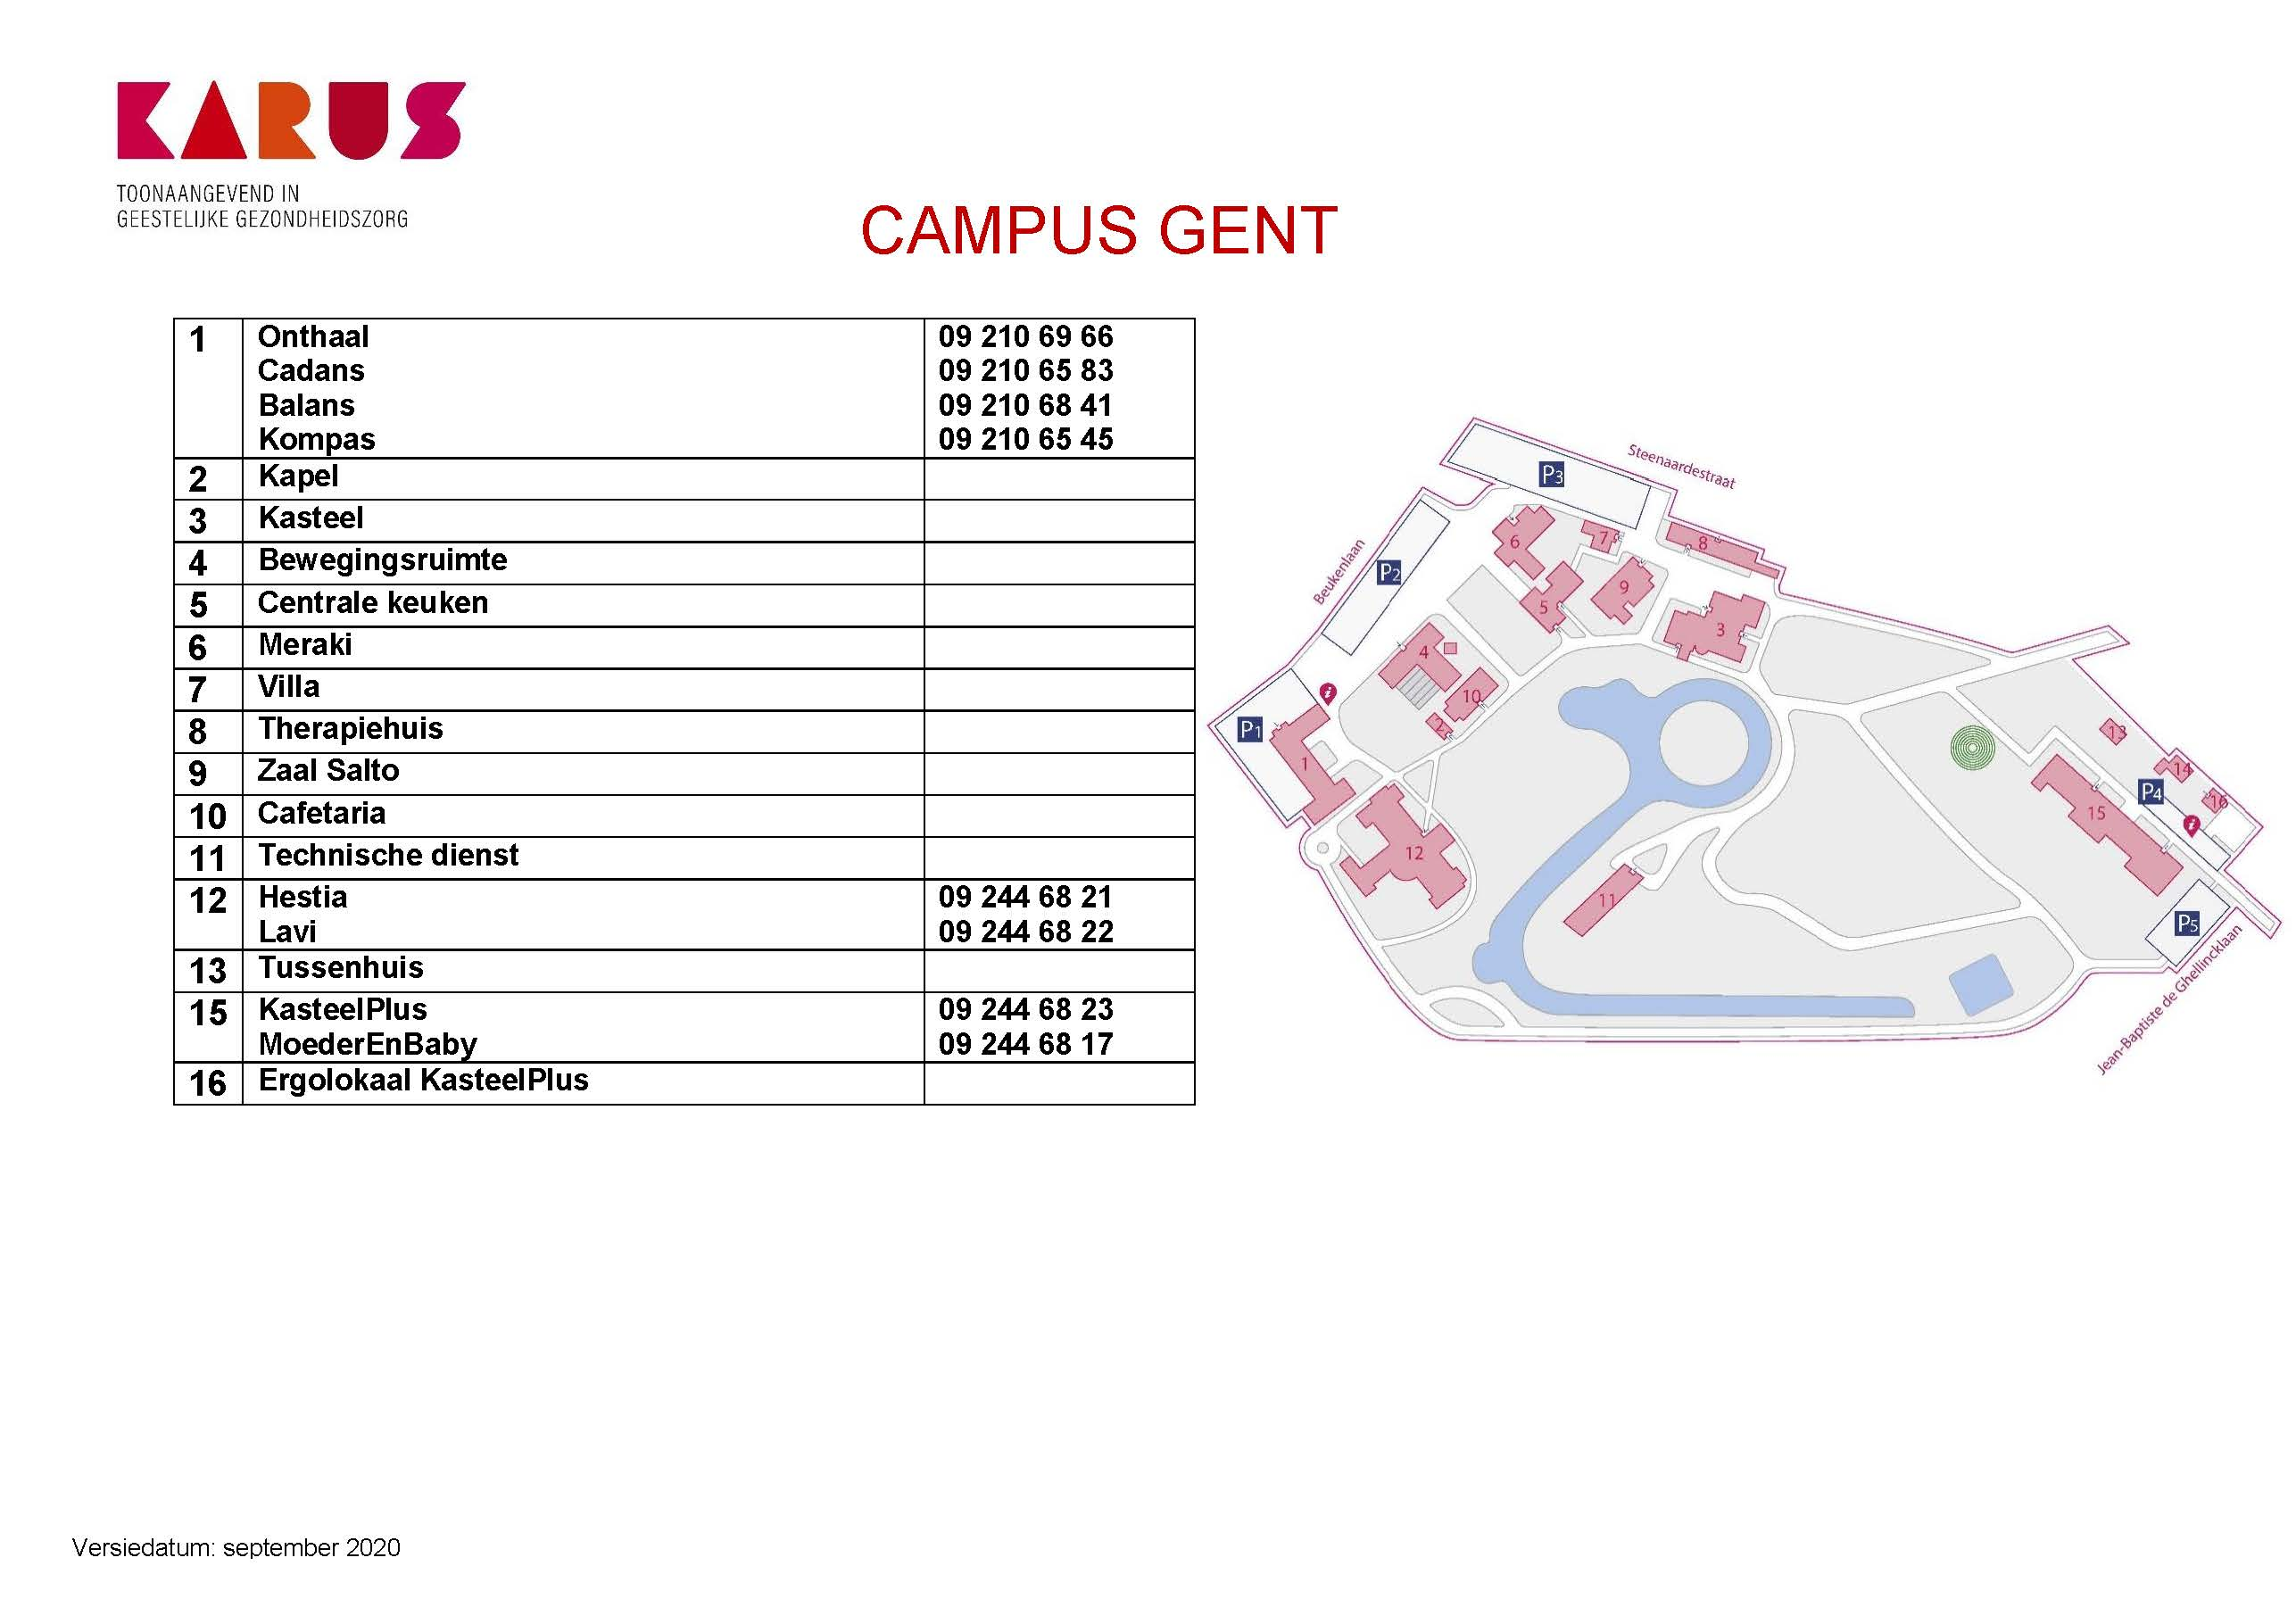 KARUS
TOONAANGEVEND IN
GEESTELIJKE GEZONDHEIDSZORG
CAMPUS GENT
1 Onthaal 09 210 69 66
Cadans 09 210 65 83
Balans 09 210 68 41
Kompas 09 210 65 45
2 Kapel
3 Kasteel
4 Bewegingsruimte
5 Centrale keuken
6 Meraki
7 Villa
8 Therapiehuis
9 Zaal Salto
10 Cafetaria
11 Technische dienst
12 Hestia 09 244 68 21
Lavi 09 244 68 22
13 Tussenhuis
15 KasteelPlus 09 244 68 23
MoederEnBaby 09 244 68 17
16 Ergolokaal KasteelPlus
Steenaardestraat
P3
Beukenlaan
P2
6
7
8
9
5
3
4
10
2
i
P1
1
12
11
13
14
P4
16
15
i
P5
Jean-Baptiste de Ghellincklaan
Versiedatum: september 2020